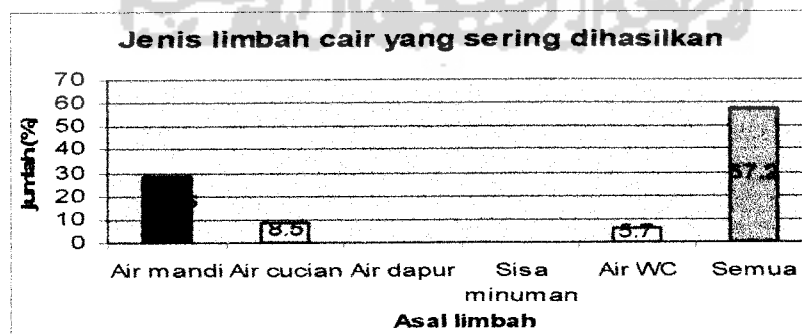 Jenis limbah cair yang sering dihasilkan
jumlah(%)
70
60
50
40
30
20
10
0
8.5
5.7
57.2
Air mandi Air cucian Air dapur Sisa minuman Air WC Semua
Asal limbah